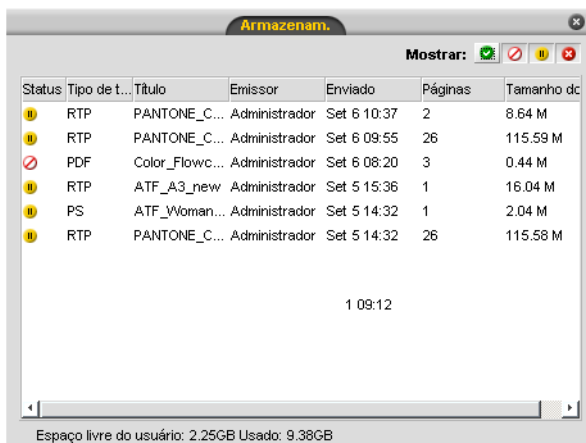 Armazenam.
Mostrar:
Status Tipo de t... Título Emissor Enviado Páginas Tamanho do
RTP PANTONE_C... Administrador Set 6 10:37 2 8.64 M
RTP PANTONE_C... Administrador Set 6 09:55 26 115.59 M
PDF Color_Flowc... Administrador Set 6 08:20 3 0.44 M
RTP ATF_A3_new Administrador Set 5 15:36 1 16.04 M
PS ATF_Woman... Administrador Set 5 14:32 1 2.04 M
RTP PANTONE_C... Administrador Set 5 14:32 26 115.58 M
1 09:12
Espaço livre do usuário: 2.25GB Usado: 9.38GB